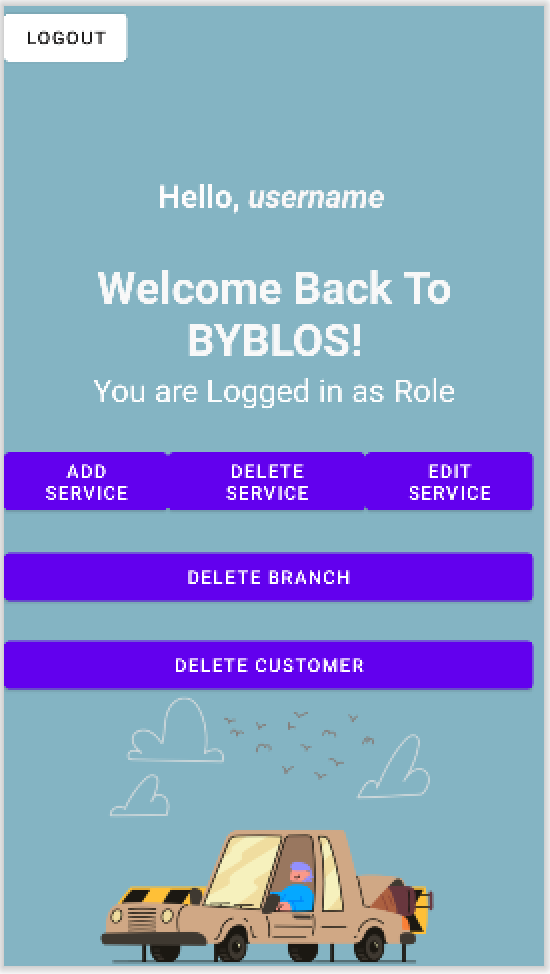 LOGOUT
Hello, username
Welcome Back To
BYBLOS!
You are Logged in as Role
ADD
SERVICE
DELETE
SERVICE
EDIT
SERVICE
DELETE BRANCH
DELETE CUSTOMER